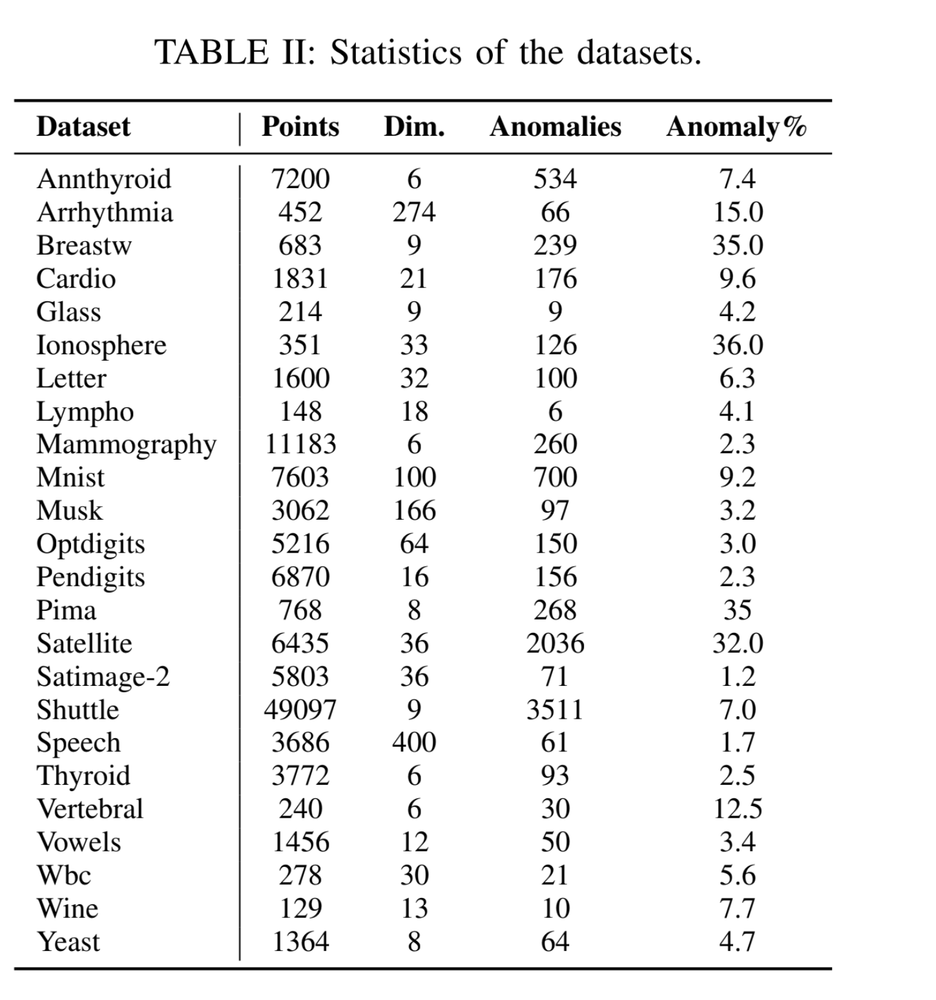 TABLE II: Statistics of the datasets.
Dataset Points Dim. Anomalies Anomaly%
Annthyroid 7200 6 534 7.4
Arrhythmia 452 274 66 15.0
Breastw 683 9 239 35.0
Cardio 1831 21 176 9.6
Glass 214 9 9 4.2
Ionosphere 351 33 126 36.0
Letter 1600 32 100 6.3
Lympho 148 18 6 4.1
Mammography 11183 6 260 2.3
Mnist 7603 100 700 9.2
Musk 3062 166 97 3.2
Optdigits 5216 64 150 3.0
Pendigits 6870 16 156 2.3
Pima 768 8 268 35
Satellite 6435 36 2036 32.0
Satimage-2 5803 36 71 1.2
Shuttle 49097 9 3511 7.0
Speech 3686 400 61 1.7
Thyroid 3772 6 93 2.5
Vertebral 240 6 30 12.5
Vowels 1456 12 50 3.4
Wbc 278 30 21 5.6
Wine 129 13 10 7.7
Yeast 1364 8 64 4.7